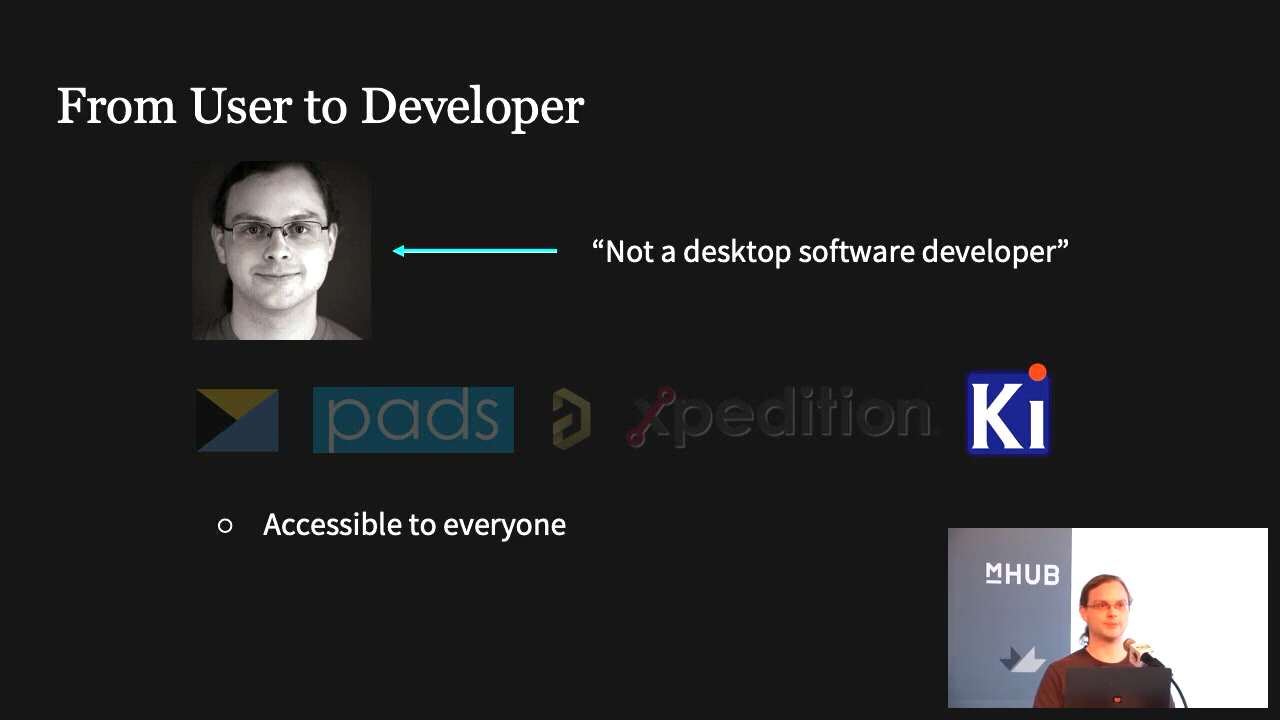 From User to Developer
“Not a desktop software developer”
pads
xpedition
Ki
Accessible to everyone
MHUB